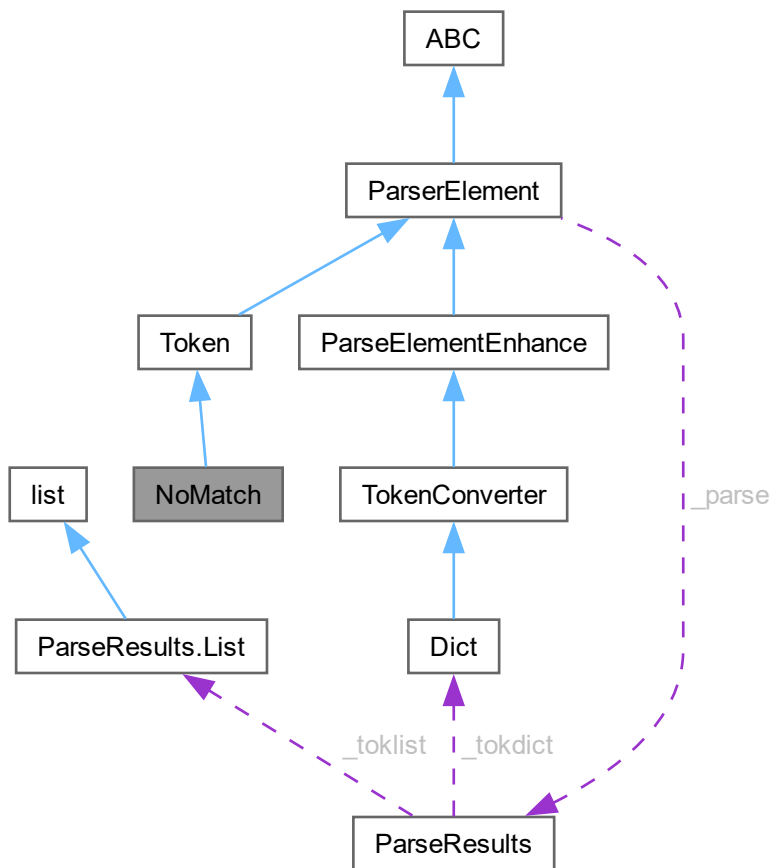 ABC
ParserElement
Token
ParseElementEnhance
list
NoMatch
TokenConverter
_parse
ParseResults.List
Dict
_toklist
_tokdict
ParseResults